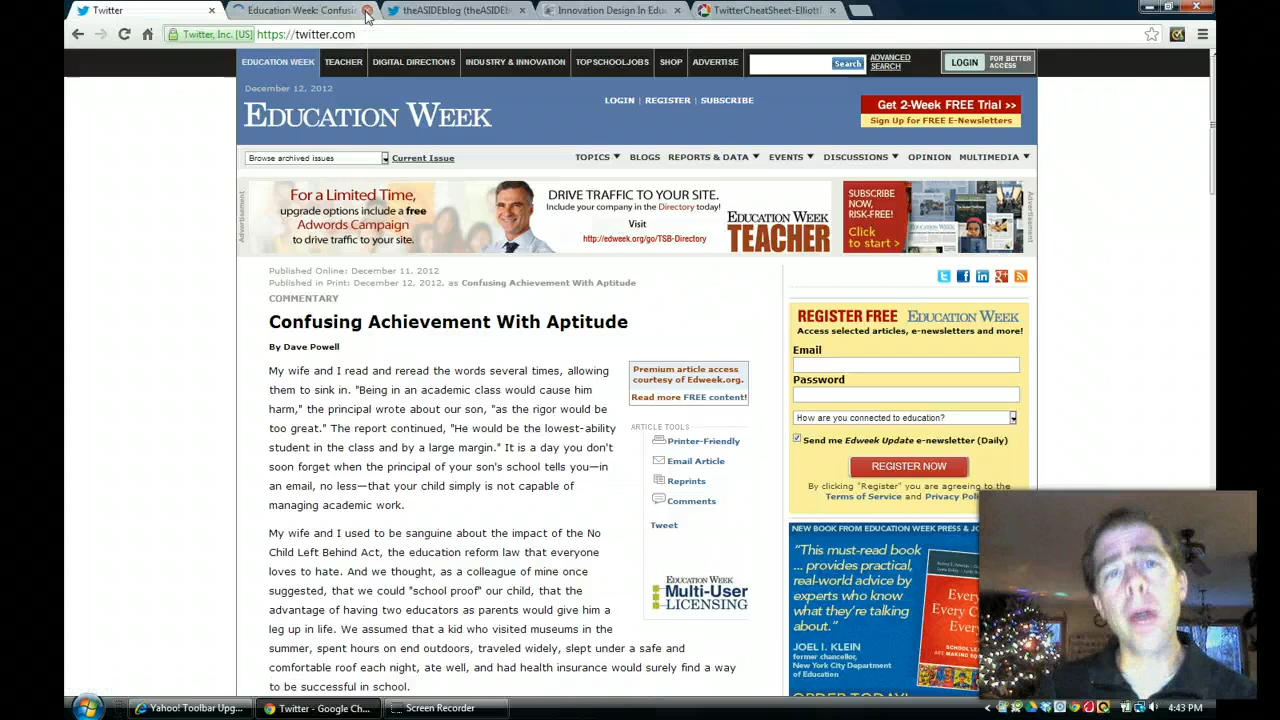 Twitter
Education Week: Confusin
theASIDEblog (theASIDEb
Innovation Design In Edu
TwitterCheatSheet-Elliott
Twitter, Inc. [US] https://twitter.com
EDUCATION WEEK TEACHER DIGITAL DIRECTIONS INDUSTRY & INNOVATION TOPSCHOOLJOBS SHOP ADVERTISE
Search
ADVANCED SEARCH
LOGIN FOR BETTER ACCESS
December 12, 2012
EDUCATION WEEK
LOGIN | REGISTER | SUBSCRIBE
Get 2-Week FREE Trial >>
Sign Up for FREE E-Newsletters
Browse archived issues
Current Issue
TOPICS BLOGS REPORTS & DATA EVENTS DISCUSSIONS OPINION MULTIMEDIA
Advertisement
For a Limited Time,
upgrade options include a free
Adwords Campaign
to drive traffic to your site.
DRIVE TRAFFIC TO YOUR SITE.
Include your company in the Directory today!
Visit
http://edweek.org/go/TSB-Directory
EDUCATION WEEK
TEACHER
SUBSCRIBE
NOW,
RISK-FREE!
Click
to start >
Advertisement
Published Online: December 11, 2012
Published in Print: December 12, 2012, as Confusing Achievement With Aptitude
COMMENTARY
Confusing Achievement With Aptitude
By Dave Powell
My wife and I read and reread the words several times, allowing
them to sink in. "Being in an academic class would cause him
harm," the principal wrote about our son, "as the rigor would be
too great." The report continued, "He would be the lowest-ability
student in the class and by a large margin." It is a day you don't
soon forget when the principal of your son's school tells you—in
an email, no less—that your child simply is not capable of
managing academic work.
My wife and I used to be sanguine about the impact of the No
Child Left Behind Act, the education reform law that everyone
loves to hate. And we thought, as a colleague of mine once
suggested, that we could "school proof" our child, that the
advantage of having two educators as parents would give him a
leg up in life. We assumed that a kid who visited museums in the
summer, spent hours on end outdoors, traveled widely, slept under a safe and
comfortable roof each night, ate well, and had health insurance would surely find a way
to be successful in school.
Premium article access
courtesy of Edweek.org.
Read more FREE content!
ARTICLE TOOLS
Printer-Friendly
Email Article
Reprints
Comments
Tweet
EDUCATION WEEK
Multi-User
LICENSING
REGISTER FREE EDUCATION WEEK
Access selected articles, e-newsletters and more!
Email
Password
How are you connected to education?
Send me Edweek Update e-newsletter (Daily)
REGISTER NOW
By clicking "Register" you are agreeing to the
Terms of Service and Privacy Poli
NEW BOOK FROM EDUCATION WEEK PRESS & JO
"This must-read book
... provides practical,
real-world advice by
experts who know
what they're talking
about."
JOEL I. KLEIN
former chancellor,
New York City Department
of Education
ORDER TODAY!
Yahoo! Toolbar Upg...
Twitter - Google Ch...
Screen Recorder
4:43 PM